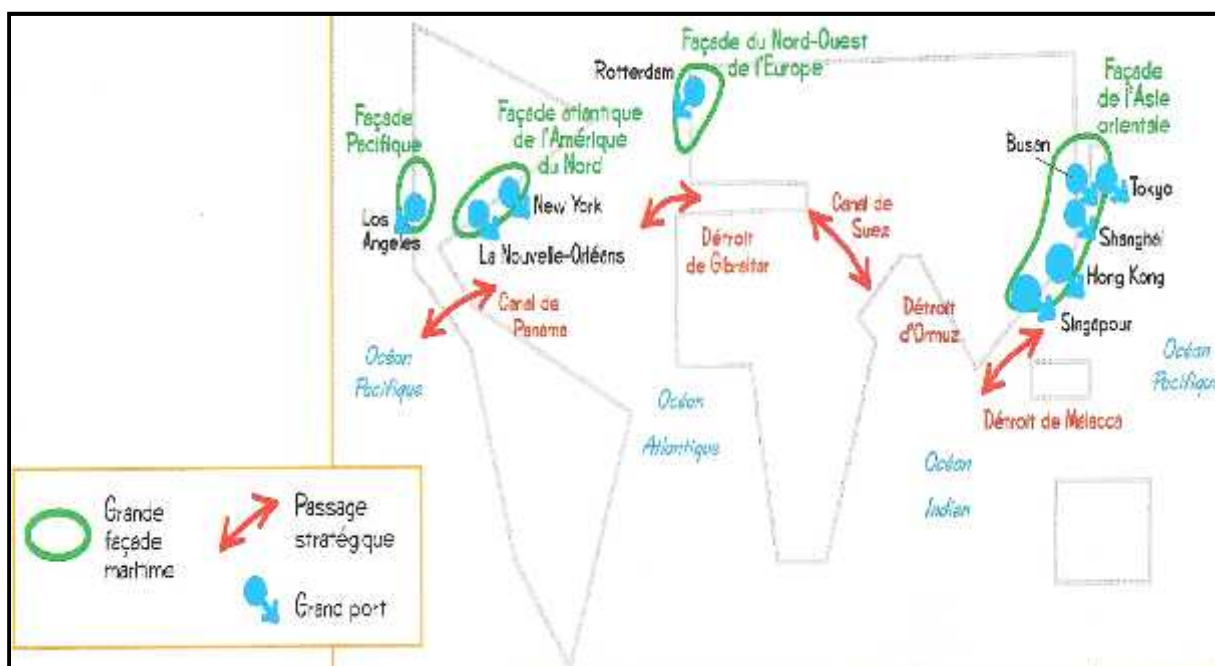 Façade du Nord-Ouest
de l'Europe
Rotterdam
Façade
Pacifique
Façade atlantique
de l'Amérique
du Nord
Façade
de l'Asie
orientale
Busan
Tokyo
Shanghai
Hong Kong
Singapour
Los
Angeles
New York
La Nouvelle-Orléans
Détroit
de Gibraltar
Canal de
Suez
Détroit
d'Ormuz
Canal de
Panama
Détroit de Malacca
Océan
Pacifique
Océan
Atlantique
Océan
Indien
Océan
Pacifique
Grande
façade
maritime
Passage
stratégique
Grand port